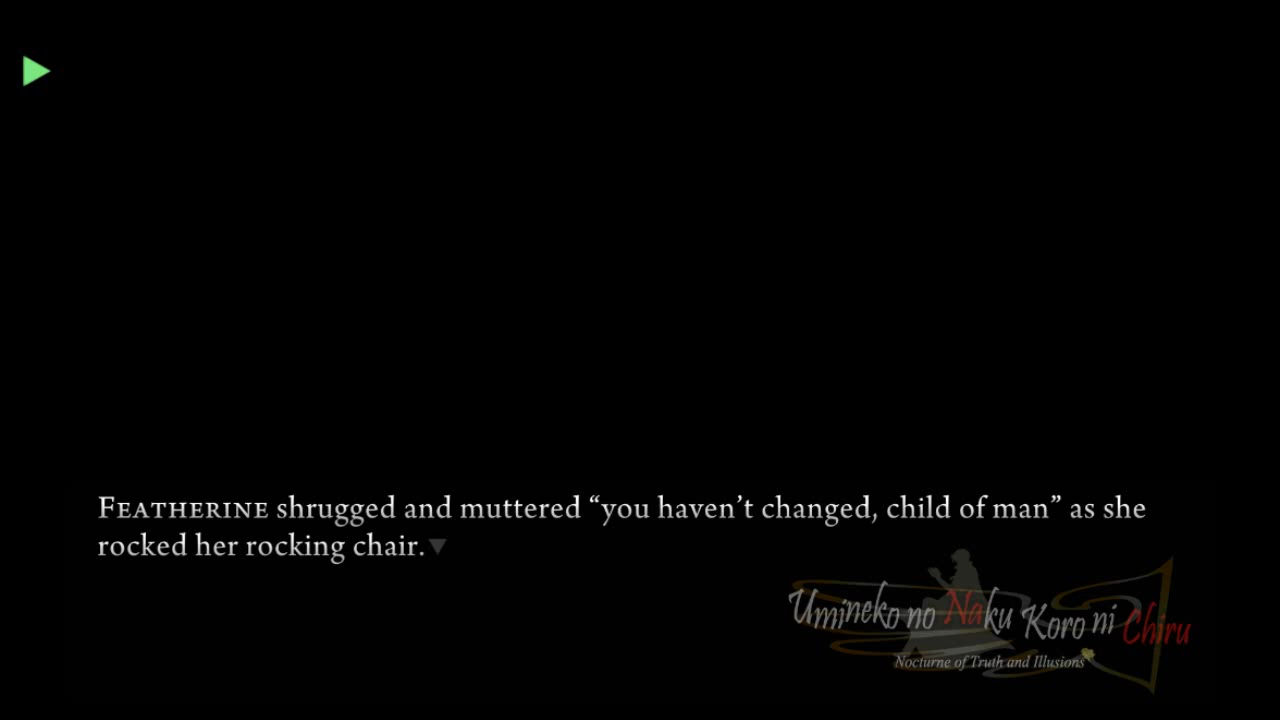 FEATHERINE shrugged and muttered “you haven’t changed, child of man” as she
rocked her rocking chair.
Umineko no Naku Koro ni Chiru
Nocturne of Truth and Illusions